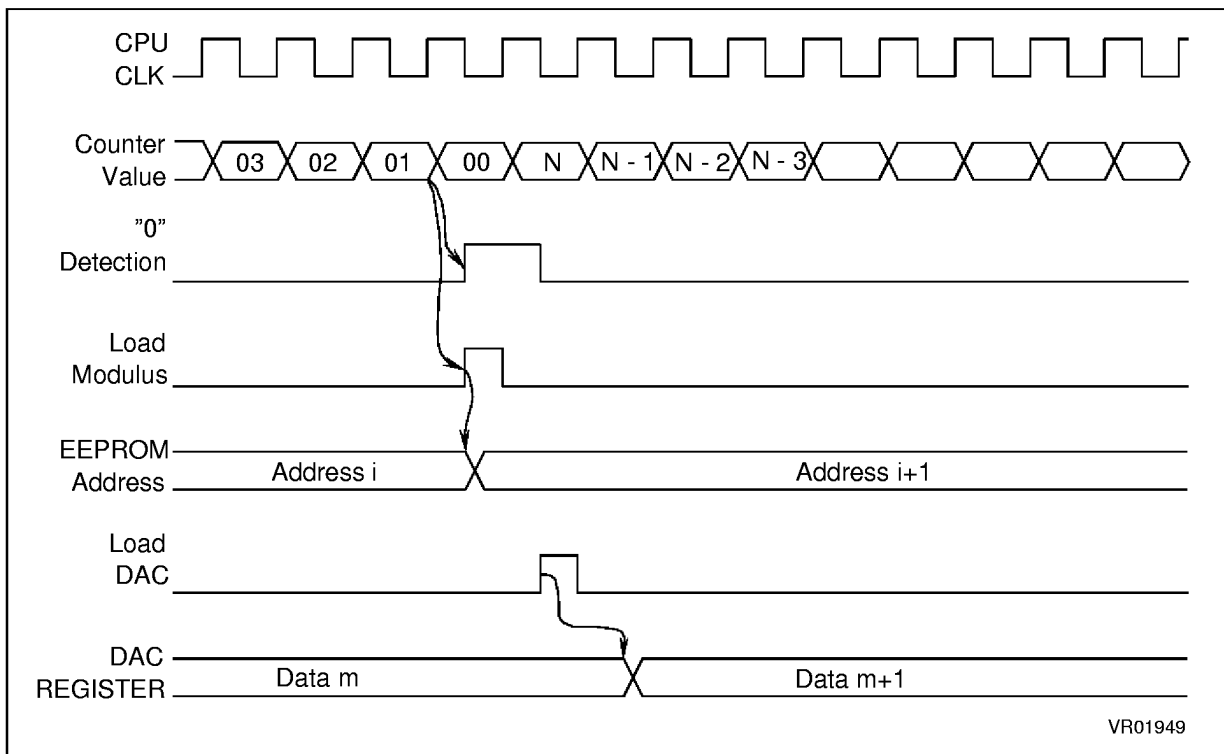 CPU
CLK
Counter
Value
03 02 01 00 N N - 1 N - 2 N - 3
”0”
Detection
Load
Modulus
EEPROM
Address
Address i Address i+1
Load
DAC
DAC
REGISTER
Data m Data m+1
VR01949